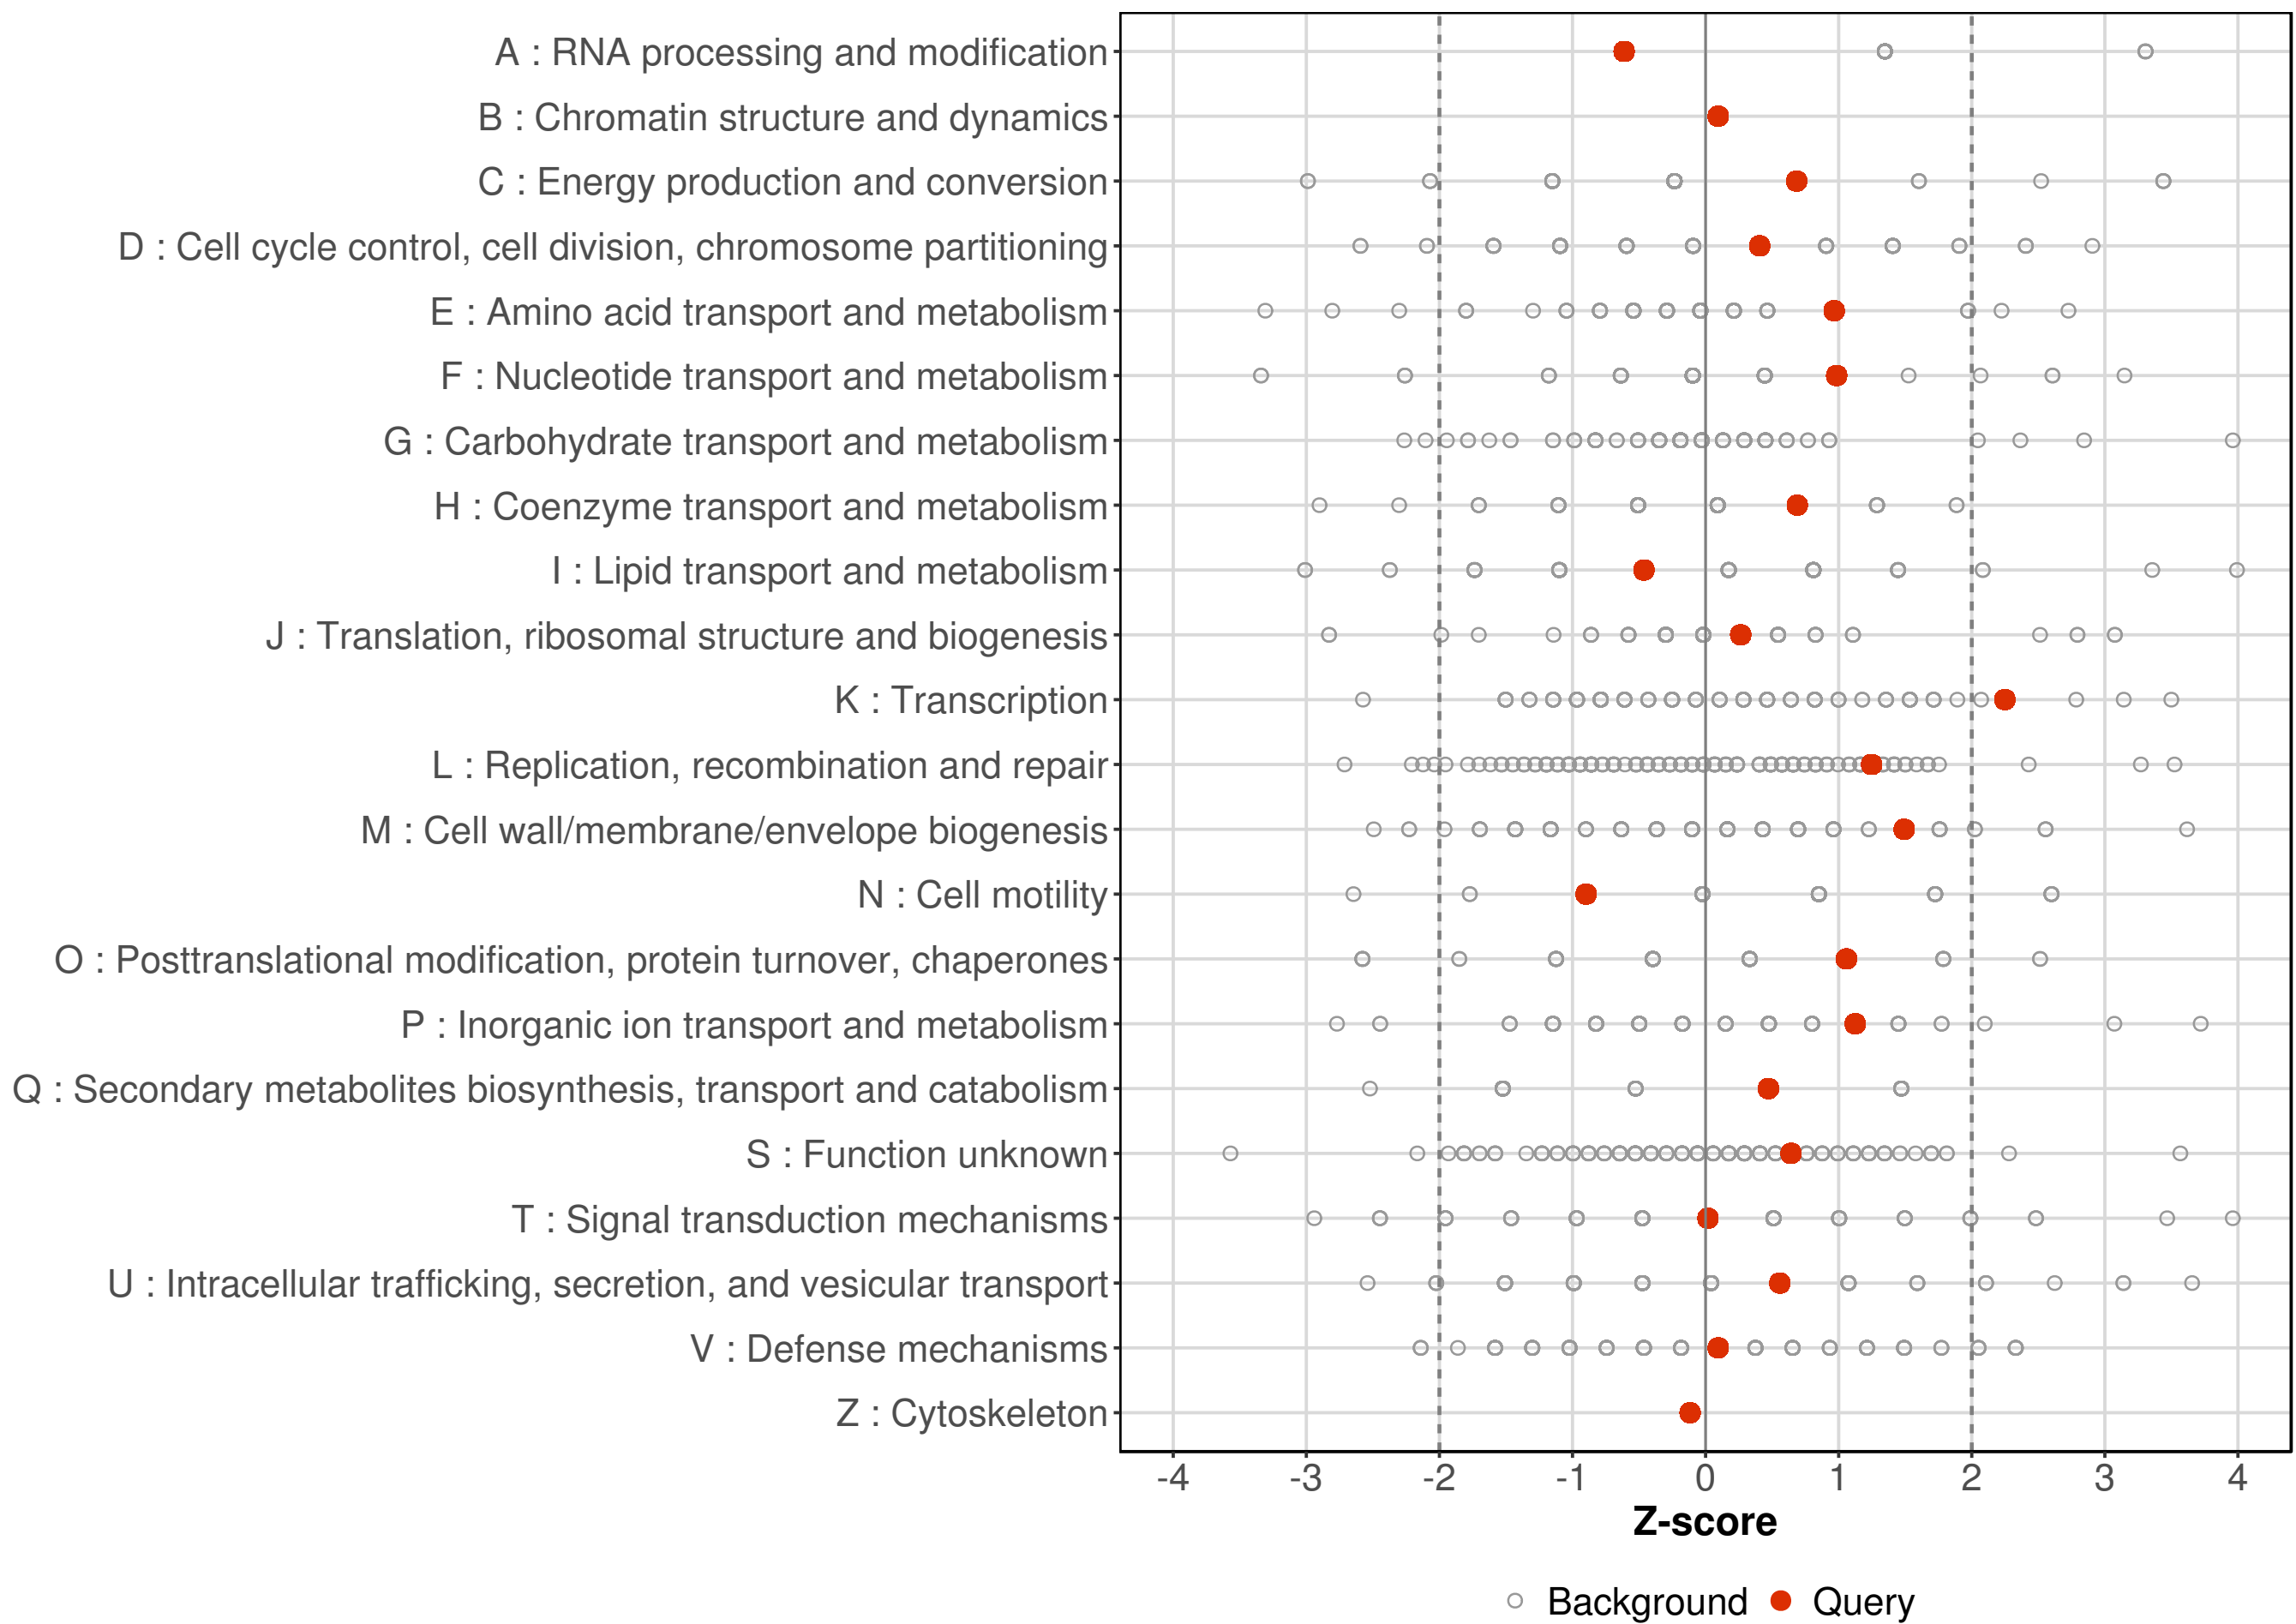 A : RNA processing and modification
B : Chromatin structure and dynamics
C : Energy production and conversion
D : Cell cycle control, cell division, chromosome partitioning
E : Amino acid transport and metabolism
F : Nucleotide transport and metabolism
G : Carbohydrate transport and metabolism
H : Coenzyme transport and metabolism
I : Lipid transport and metabolism
J : Translation, ribosomal structure and biogenesis
K : Transcription
L : Replication, recombination and repair
M : Cell wall/membrane/envelope biogenesis
N : Cell motility
O : Posttranslational modification, protein turnover, chaperones
P : Inorganic ion transport and metabolism
Q : Secondary metabolites biosynthesis, transport and catabolism
S : Function unknown
T : Signal transduction mechanisms
U : Intracellular trafficking, secretion, and vesicular transport
V : Defense mechanisms
Z : Cytoskeleton
-4 -3 -2 -1 0 1 2 3 4
Z-score
Background Query